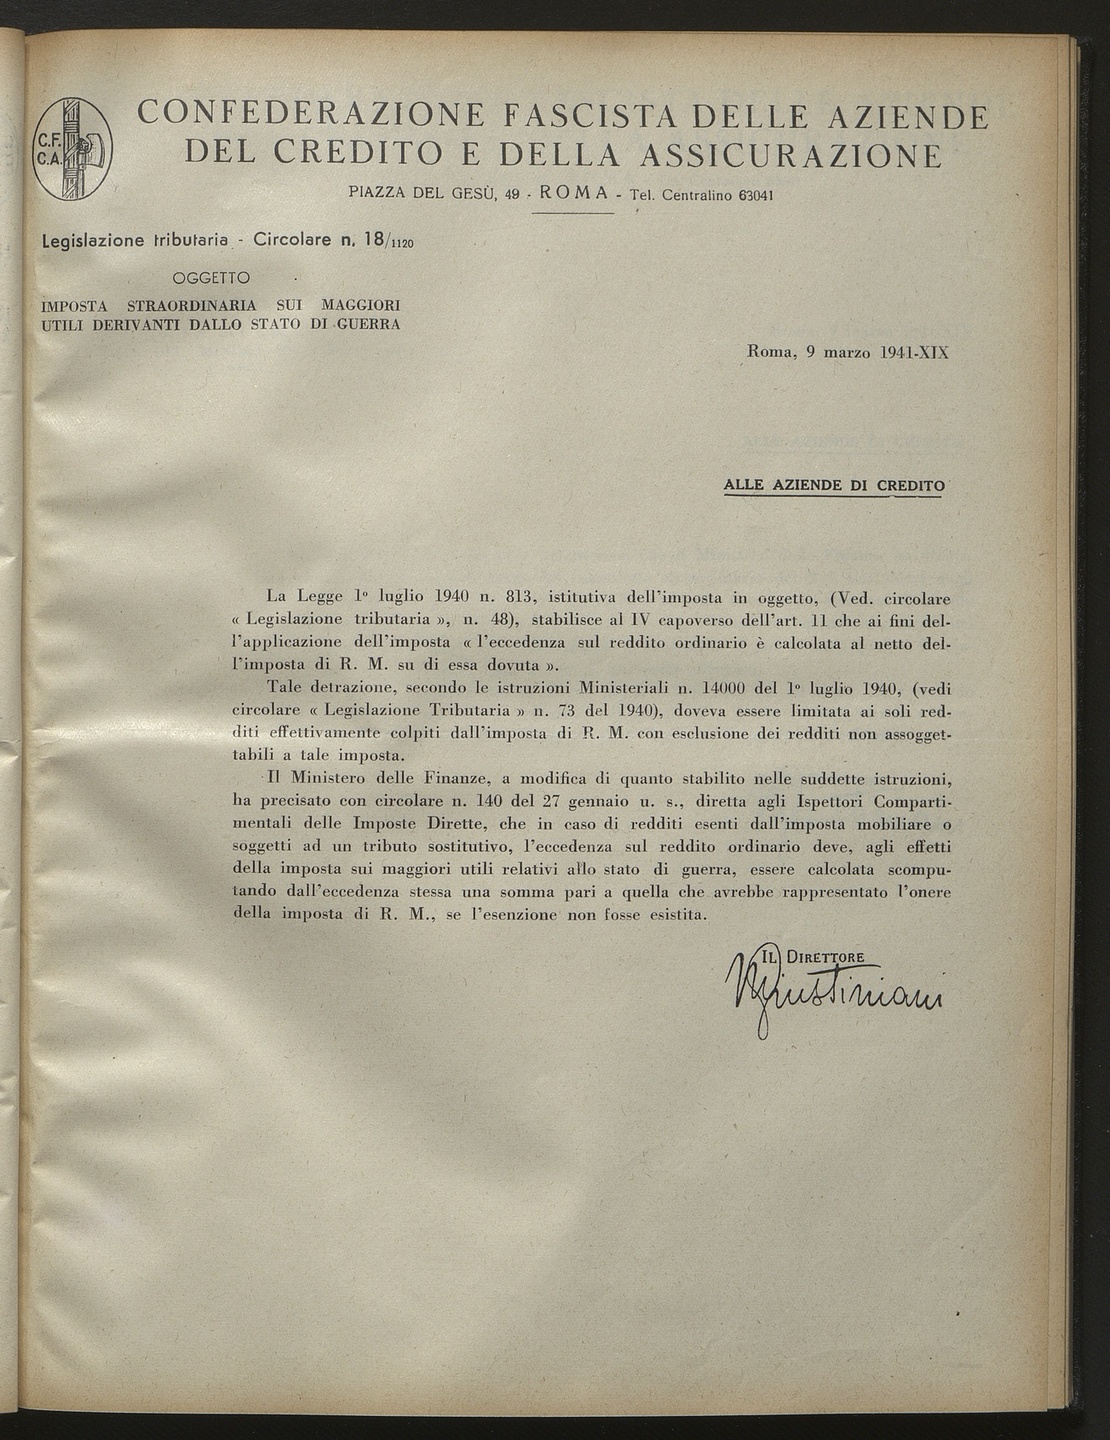 C.F.
C.A.
CONFEDERAZIONE FASCISTA DELLE AZIENDE
DEL CREDITO E DELLA ASSICURAZIONE
PIAZZA DEL GESÙ, 49 - ROMA - Tel. Centralino 63041
Legislazione tributaria - Circolare n. 18/1120
OGGETTO
IMPOSTA STRAORDINARIA SUI MAGGIORI
UTILI DERIVANTI DALLO STATO DI GUERRA
Roma, 9 marzo 1941-XIX
ALLE AZIENDE DI CREDITO
La Legge 1º luglio 1940 n. 813, istitutiva dell'imposta in oggetto, (Ved. circolare
« Legislazione tributaria », n. 48), stabilisce al IV capoverso dell'art. 11 che ai fini del-
l'applicazione dell'imposta « l'eccedenza sul reddito ordinario è calcolata al netto del-
l'imposta di R. M. su di essa dovuta ».
Tale detrazione, secondo le istruzioni Ministeriali n. 14000 del 1º luglio 1940, (vedi
circolare « Legislazione Tributaria » n. 73 del 1940), doveva essere limitata ai soli red-
diti effettivamente colpiti dall'imposta di R. M. con esclusione dei redditi non assogget-
tabili a tale imposta.
Il Ministero delle Finanze, a modifica di quanto stabilito nelle suddette istruzioni,
ha precisato con circolare n. 140 del 27 gennaio u. s., diretta agli Ispettori Comparti-
mentali delle Imposte Dirette, che in caso di redditi esenti dall'imposta mobiliare o
soggetti ad un tributo sostitutivo, l'eccedenza sul reddito ordinario deve, agli effetti
della imposta sui maggiori utili relativi allo stato di guerra, essere calcolata scompu-
tando dall'eccedenza stessa una somma pari a quella che avrebbe rappresentato l'onere
della imposta di R. M., se l'esenzione non fosse esistita.
IL DIRETTORE
Giustiniani